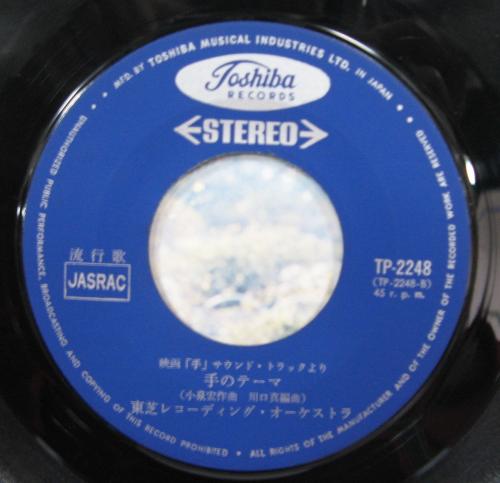 MFD. BY TOSHIBA MUSICAL INDUSTRIES LTD. IN JAPAN
Toshiba
RECORDS
STEREO
流行歌
JASRAC
TP-2248
(TP-2248-B)
45 r. p. m.
映画「手」サウンド・トラックより
手のテーマ
(小泉宏作曲 川口真編曲)
東芝レコーディング・オーケストラ
UNAUTHORIZED PUBLIC PERFORMANCE, BROADCASTING AND COPYING OF THIS RECORD PROHIBITED • ALL RIGHTS OF THE MANUFACTURER AND OF THE OWNER OF THE RECORDED WORK ARE RESERVED